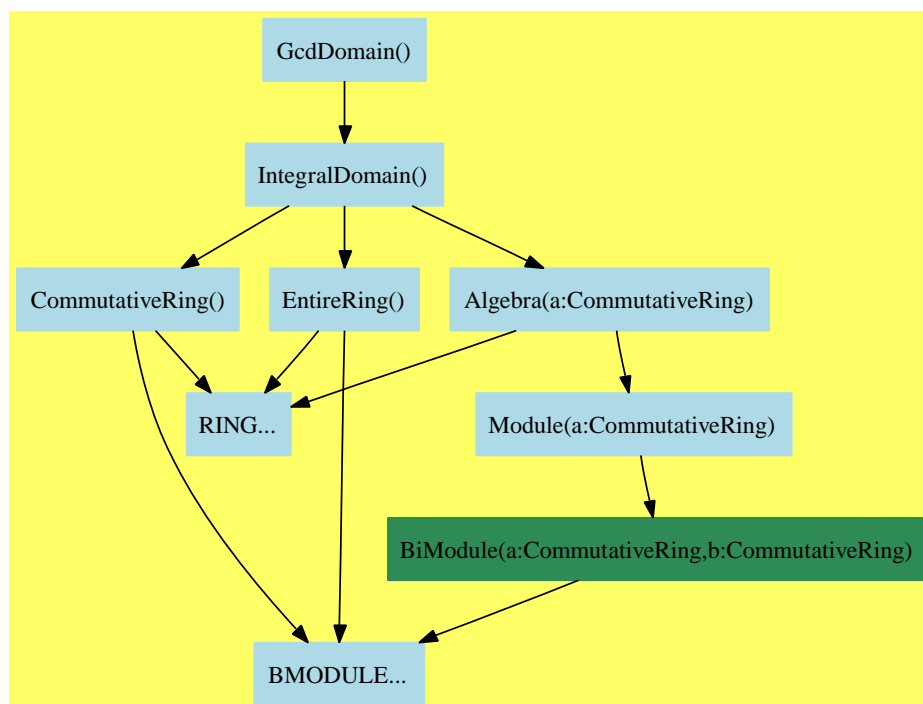 GcdDomain()
IntegralDomain()
CommutativeRing()
EntireRing()
Algebra(a:CommutativeRing)
RING...
Module(a:CommutativeRing)
BiModule(a:CommutativeRing,b:CommutativeRing)
BMODULE...